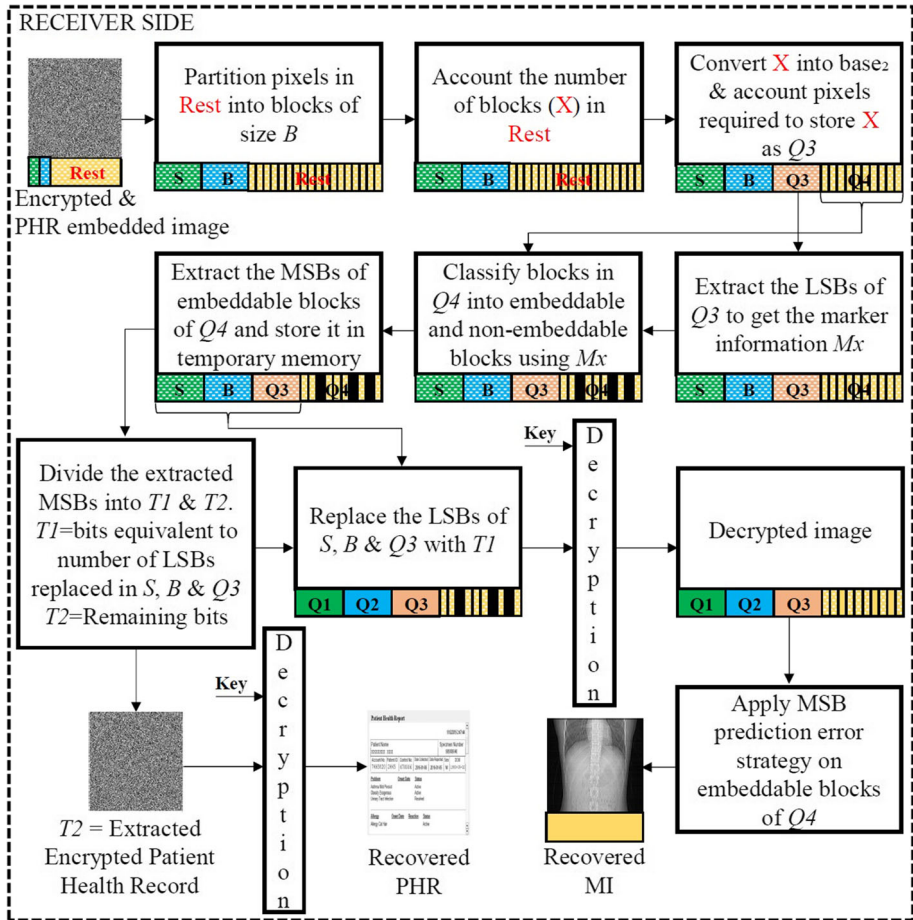 RECEIVER SIDE
Rest
Encrypted &
PHR embedded image
Partition pixels in
Rest into blocks of
size B
S B Rest
Account the number
of blocks (X) in
Rest
S B Rest
Convert X into base₂
& account pixels
required to store X
as Q3
S B Q3 Q4
Extract the MSBs of
embeddable blocks
of Q4 and store it in
temporary memory
S B Q3 Q4
Classify blocks in
Q4 into embeddable
and non-embeddable
blocks using Mx
S B Q3 Q4
Extract the LSBs of
Q3 to get the marker
information Mx
S B Q3 Q4
Divide the extracted
MSBs into T1 & T2.
T1=bits equivalent to
number of LSBs
replaced in S, B & Q3
T2=Remaining bits
Replace the LSBs of
S, B & Q3 with T1
Q1 Q2 Q3
Key
Decryption
Decrypted image
Q1 Q2 Q3
Key
Decryption
T2 = Extracted
Encrypted Patient
Health Record
Patient Health Report
Patient Name
Specimen Number
Recovered
PHR
Recovered
MI
Apply MSB
prediction error
strategy on
embeddable blocks
of Q4